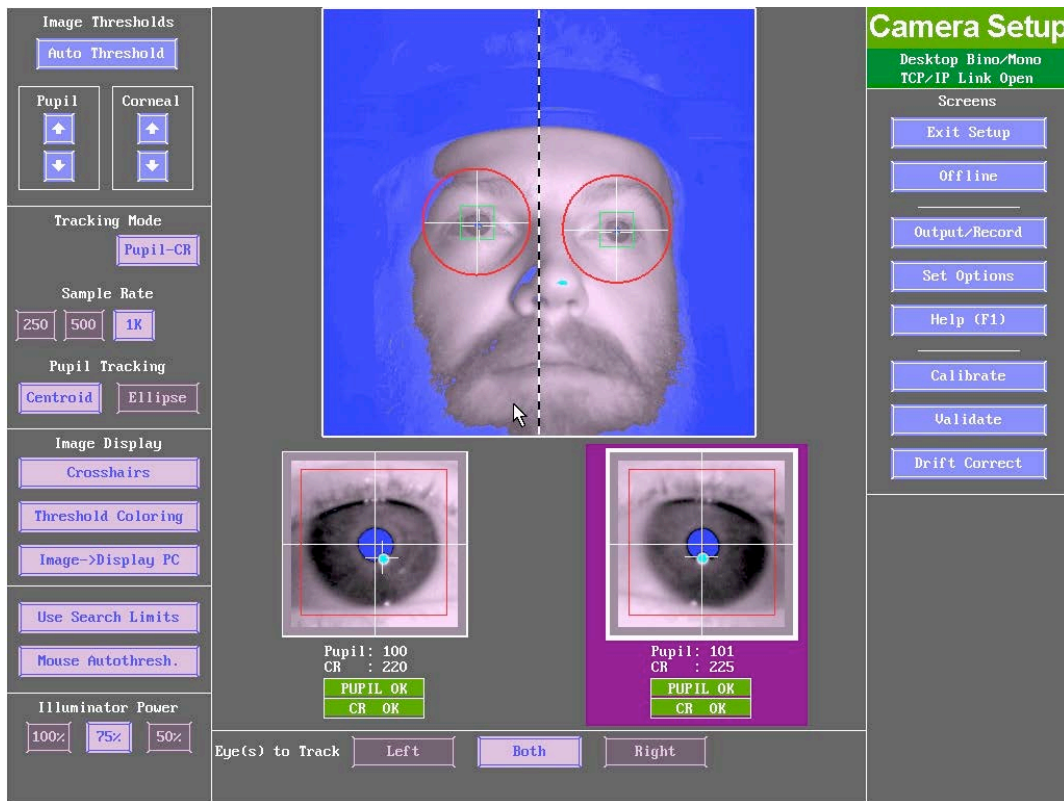 Image Thresholds
Auto Threshold
Pupil
Corneal
Tracking Mode
Pupil-CR
Sample Rate
250
500
1K
Pupil Tracking
Centroid
Ellipse
Image Display
Crosshairs
Threshold Coloring
Image->Display PC
Use Search Limits
Mouse Autothresh.
Illuminator Power
100%
75%
50%
Pupil: 100
CR : 220
PUPIL OK
CR OK
Pupil: 101
CR : 225
PUPIL OK
CR OK
Eye(s) to Track
Left
Both
Right
Camera Setup
Desktop Bino/Mono
TCP/IP Link Open
Screens
Exit Setup
Offline
Output/Record
Set Options
Help (F1)
Calibrate
Validate
Drift Correct